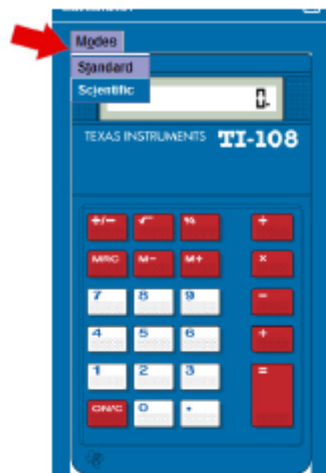 Modes
Standard
Scientific
0.
TEXAS INSTRUMENTS TI-108
+/- √ % ÷
MRC M- M+ ×
7 8 9 -
4 5 6 +
1 2 3 =
ON/C 0 .